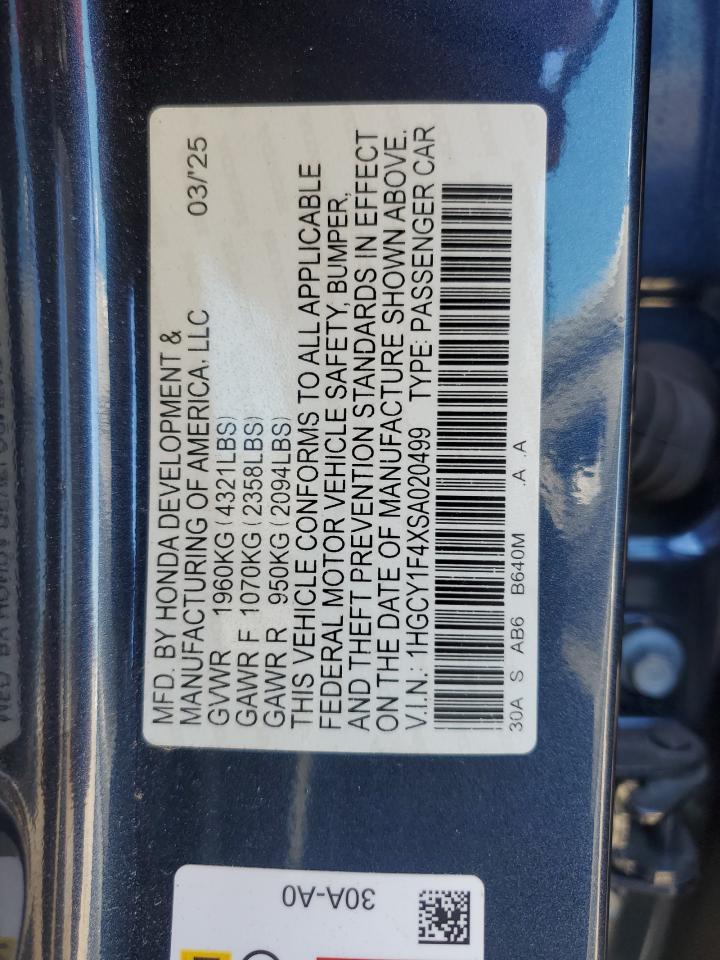 MFD. BY HONDA DEVELOPMENT &
MANUFACTURING OF AMERICA, LLC 03/'25
GVWR 1960KG (4321LBS)
GAWR F 1070KG (2358LBS)
GAWR R 950KG (2094LBS)
THIS VEHICLE CONFORMS TO ALL APPLICABLE
FEDERAL MOTOR VEHICLE SAFETY, BUMPER,
AND THEFT PREVENTION STANDARDS IN EFFECT
ON THE DATE OF MANUFACTURE SHOWN ABOVE.
V.I.N.: 1HGCY1F4XSA020499 TYPE: PASSENGER CAR
30A S AB6 B640M .A .A
30A-A0